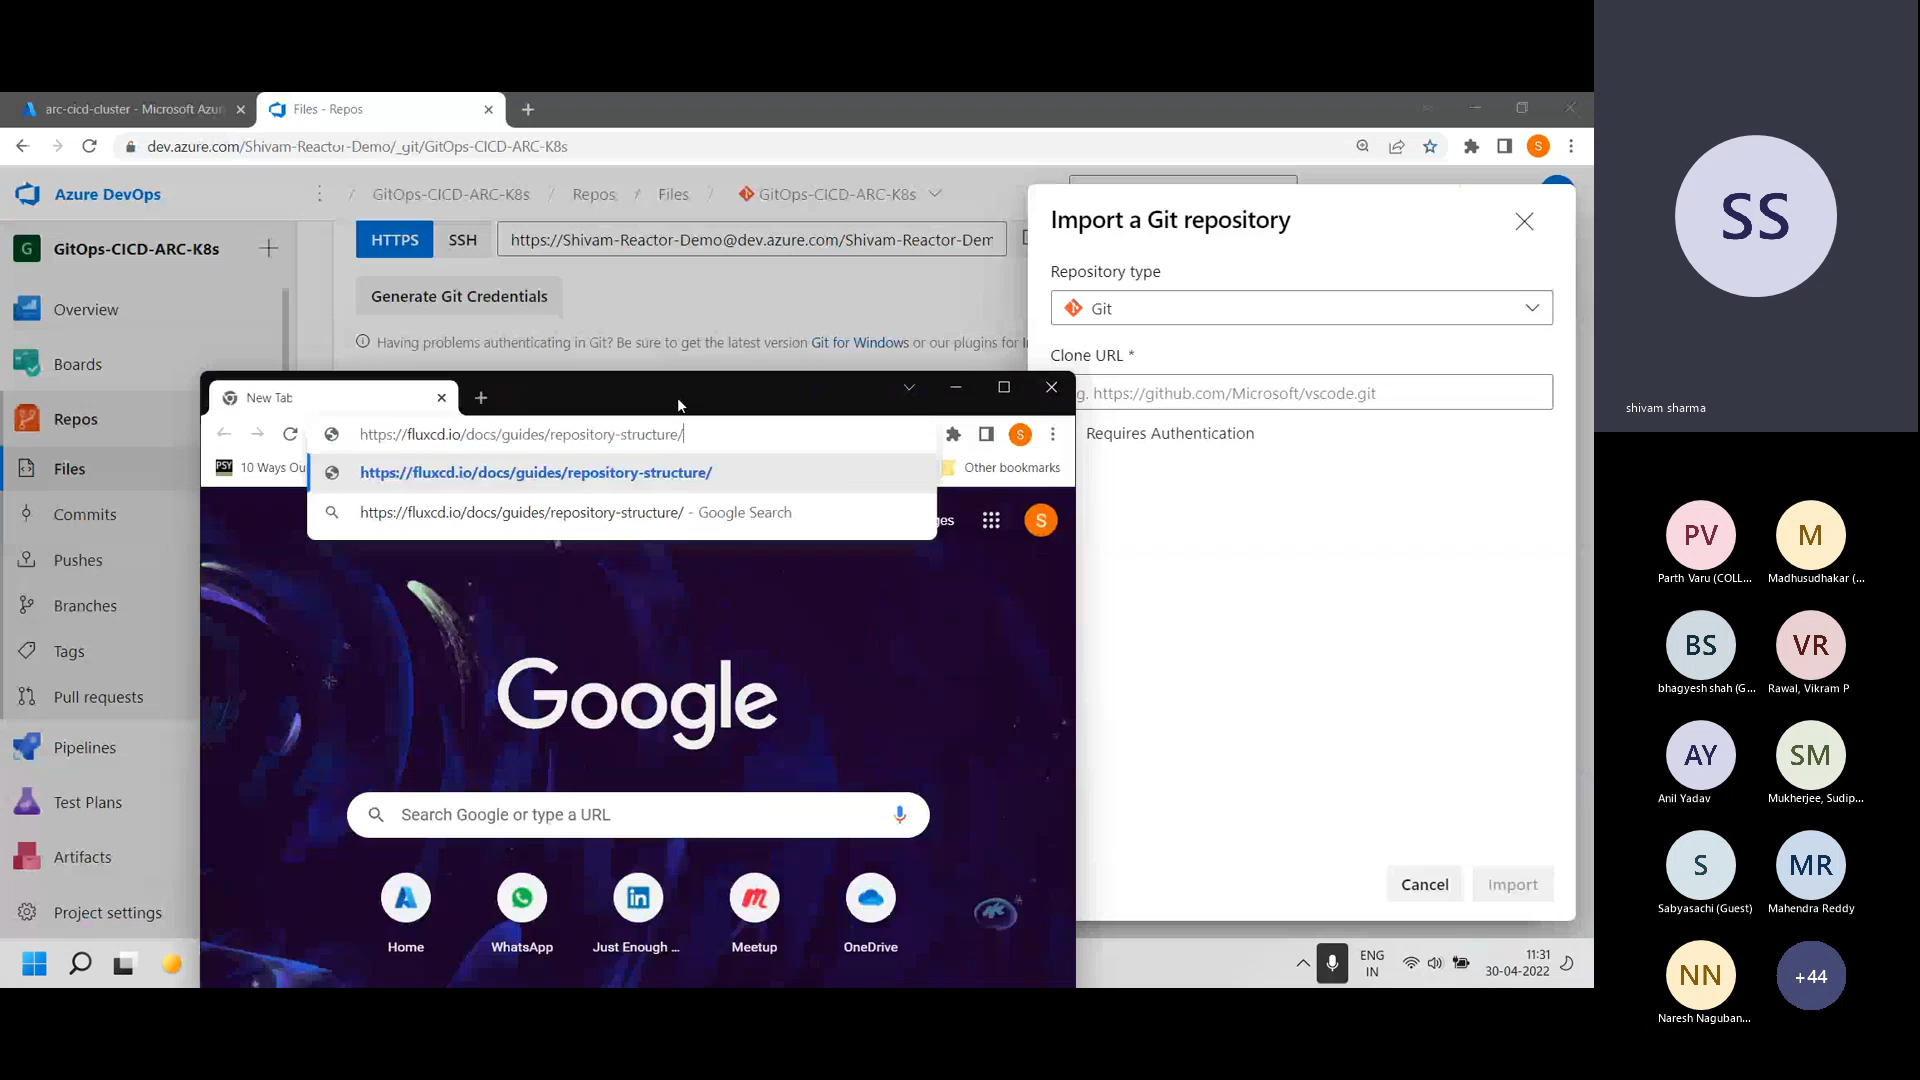 arc-cicd-cluster - Microsoft Azur
Files - Repos
dev.azure.com/Shivam-Reactor-Demo/_git/GitOps-CICD-ARC-K8s
S
Azure DevOps
/ GitOps-CICD-ARC-K8s / Repos / Files / GitOps-CICD-ARC-K8s
G GitOps-CICD-ARC-K8s
Overview
Boards
Repos
Files
Commits
Pushes
Branches
Tags
Pull requests
Pipelines
Test Plans
Artifacts
Project settings
HTTPS SSH https://Shivam-Reactor-Demo@dev.azure.com/Shivam-Reactor-Dem
Generate Git Credentials
Having problems authenticating in Git? Be sure to get the latest version Git for Windows or our plugins for
Import a Git repository
Repository type
Git
Clone URL *
g. https://github.com/Microsoft/vscode.git
Requires Authentication
Cancel
Import
New Tab
https://fluxcd.io/docs/guides/repository-structure/
S
PSY 10 Ways Ou
Other bookmarks
https://fluxcd.io/docs/guides/repository-structure/
https://fluxcd.io/docs/guides/repository-structure/ - Google Search
ges
S
Google
Search Google or type a URL
Home
WhatsApp
Just Enough ...
Meetup
OneDrive
ENG
IN
11:31
30-04-2022
SS
shivam sharma
PV
Parth Varu (COLL...
M
Madhusudhakar (...
BS
bhagyesh shah (G...
VR
Rawal, Vikram P
AY
Anil Yadav
SM
Mukherjee, Sudip...
S
Sabyasachi (Guest)
MR
Mahendra Reddy
NN
Naresh Naguban...
+44